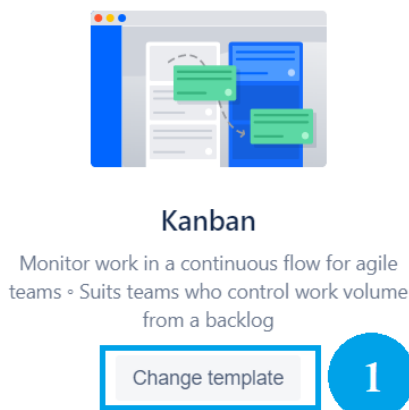 Kanban
Monitor work in a continuous flow for agile
teams ◦ Suits teams who control work volume
from a backlog
Change template
1